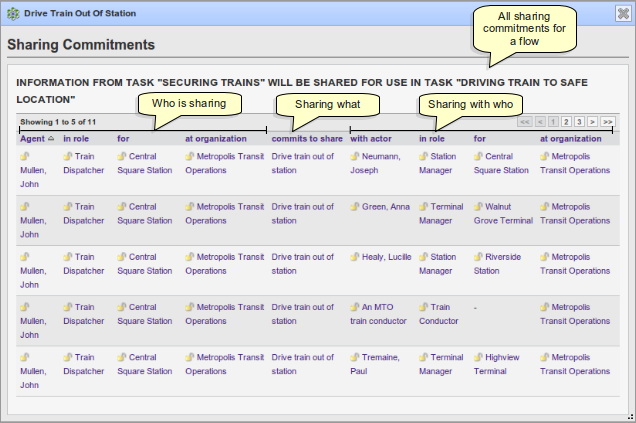 Drive Train Out Of Station
All sharing
commitments for
a flow
Sharing Commitments
INFORMATION FROM TASK "SECURING TRAINS" WILL BE SHARED FOR USE IN TASK "DRIVING TRAIN TO SAFE
LOCATION"
Who is sharing Sharing what Sharing with who
Showing 1 to 5 of 11 << < 1 2 3 > >>
Agent in role for at organization commits to share with actor in role for at organization
Train Central Metropolis Transit Drive train out of Neumann, Station Central Metropolis
Mullen, Dispatcher Square Station Operations station Joseph Manager Square Station Transit Operations
John
Train Central Metropolis Transit Drive train out of Green, Anna Terminal Walnut Metropolis
Mullen, Dispatcher Square Station Operations station Manager Grove Terminal Transit Operations
John
Train Central Metropolis Transit Drive train out of Healy, Lucille Station Riverside Metropolis
Mullen, Dispatcher Square Station Operations station Manager Station Transit Operations
John
Train Central Metropolis Transit Drive train out of An MTO Train - Metropolis
Mullen, Dispatcher Square Station Operations station train conductor Conductor Transit Operations
John
Train Central Metropolis Transit Drive train out of Tremaine, Terminal Highview Metropolis
Mullen, Dispatcher Square Station Operations station Paul Manager Terminal Transit Operations
John